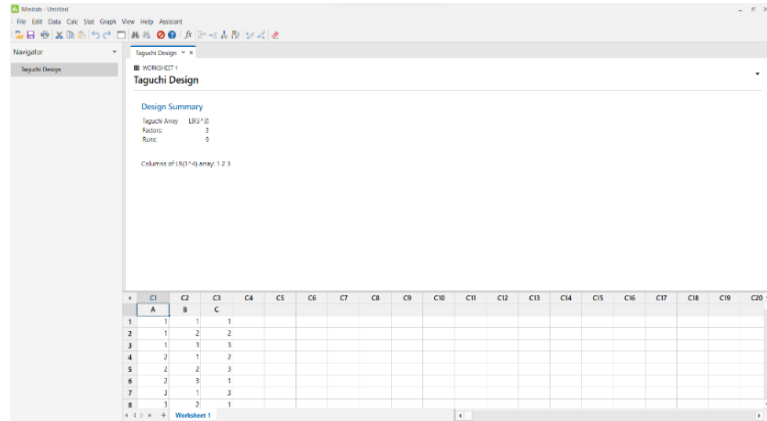 Minitab - Untitled
File Edit Data Calc Stat Graph View Help Assistant
Navigator
Taguchi Design
Taguchi Design
WORKSHEET 1
Taguchi Design
Design Summary
Taguchi Array L9(3^3)
Factors: 3
Runs: 9
Columns of L9(3^4) array: 1 2 3
C1 C2 C3 C4 C5 C6 C7 C8 C9 C10 C11 C12 C13 C14 C15 C16 C17 C18 C19 C20
A B C
1 1 1 1
2 1 2 2
3 1 3 3
4 2 1 2
5 2 2 3
6 2 3 1
7 3 1 3
8 3 2 1
Worksheet 1